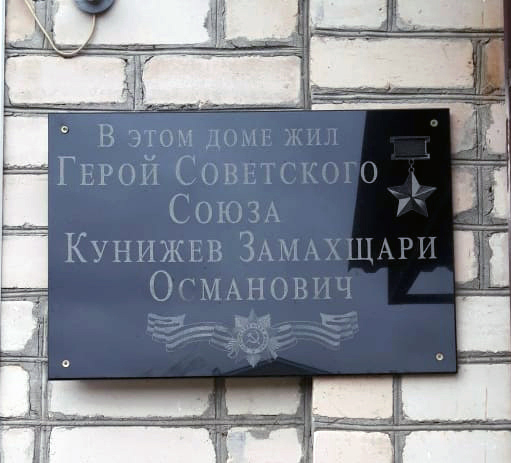 В этом доме жил
Герой Советского
Союза
Кунижев Замахщари
Османович